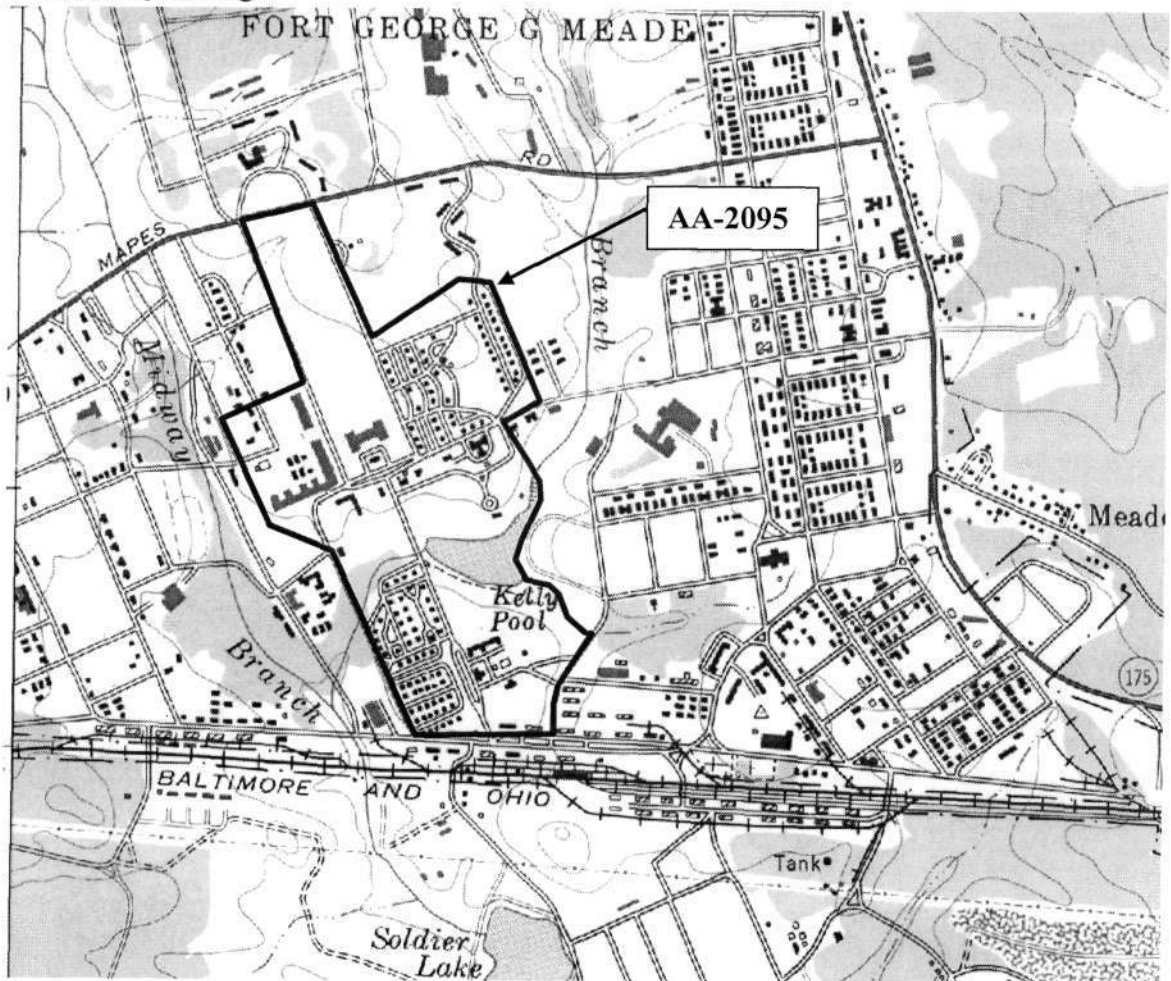 FORT GEORGE G MEADE
RD
AA-2095
MAPES
Branch
Midway
Meade
Kelly
Pool
Branch
175
BALTIMORE AND OHIO
Tank
Soldier
Lake